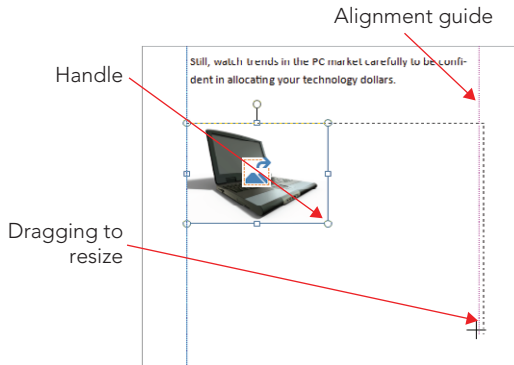 Alignment guide
Still, watch trends in the PC market carefully to be confi-
dent in allocating your technology dollars.
Handle
Dragging to
resize